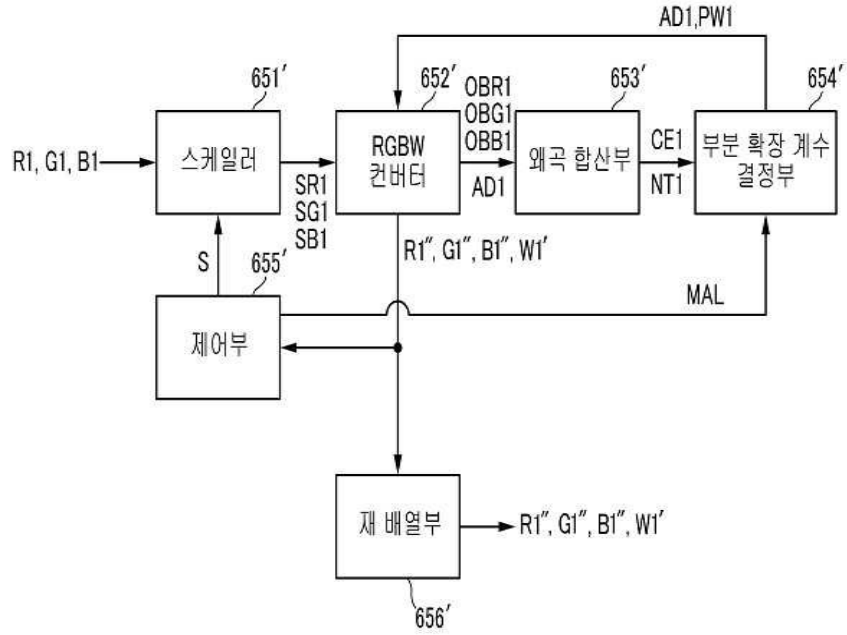 AD1,PW1
651′
652′
OBR1
OBG1
OBB1
653′
654′
R1, G1, B1
스케일러
SR1
SG1
SB1
RGBW
컨버터
AD1
왜곡 합산부
CE1
NT1
부분 확장 계수
결정부
S
655′
R1″, G1″, B1″, W1′
MAL
제어부
재 배열부
R1″, G1″, B1″, W1′
656′